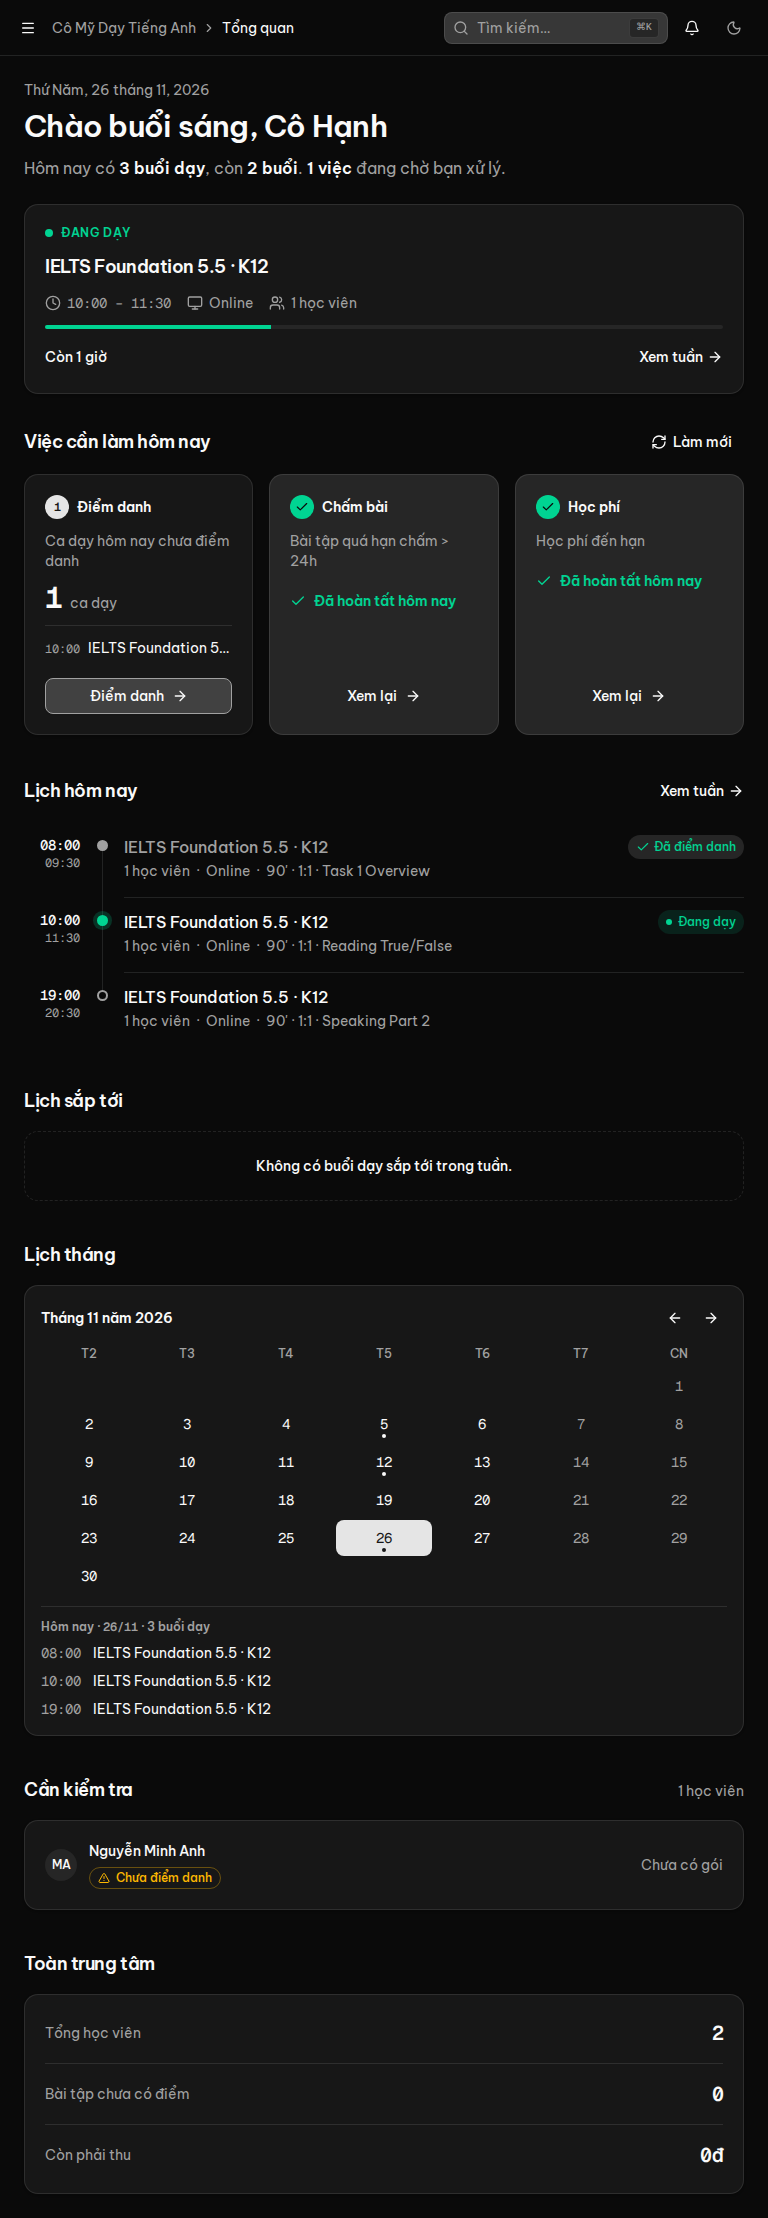 Cô Mỹ Dạy Tiếng Anh > Tổng quan
Tìm kiếm... ⌘K
Thứ Năm, 26 tháng 11, 2026
Chào buổi sáng, Cô Hạnh
Hôm nay có 3 buổi dạy, còn 2 buổi. 1 việc đang chờ bạn xử lý.
ĐANG DẠY
IELTS Foundation 5.5 · K12
10:00 – 11:30 Online 1 học viên
Còn 1 giờ Xem tuần →
Việc cần làm hôm nay Làm mới
1 Điểm danh
Ca dạy hôm nay chưa điểm
danh
1 ca dạy
10:00 IELTS Foundation 5...
Điểm danh →
Chấm bài
Bài tập quá hạn chấm >
24h
Đã hoàn tất hôm nay
Xem lại →
Học phí
Học phí đến hạn
Đã hoàn tất hôm nay
Xem lại →
Lịch hôm nay Xem tuần →
08:00 IELTS Foundation 5.5 · K12 Đã điểm danh
09:30 1 học viên · Online · 90' · 1:1 · Task 1 Overview
10:00 IELTS Foundation 5.5 · K12 Đang dạy
11:30 1 học viên · Online · 90' · 1:1 · Reading True/False
19:00 IELTS Foundation 5.5 · K12
20:30 1 học viên · Online · 90' · 1:1 · Speaking Part 2
Lịch sắp tới
Không có buổi dạy sắp tới trong tuần.
Lịch tháng
Tháng 11 năm 2026 ← →
T2 T3 T4 T5 T6 T7 CN
1
2 3 4 5 6 7 8
9 10 11 12 13 14 15
16 17 18 19 20 21 22
23 24 25 26 27 28 29
30
Hôm nay · 26/11 · 3 buổi dạy
08:00 IELTS Foundation 5.5 · K12
10:00 IELTS Foundation 5.5 · K12
19:00 IELTS Foundation 5.5 · K12
Cần kiểm tra 1 học viên
MA Nguyễn Minh Anh
Chưa điểm danh
Chưa có gói
Toàn trung tâm
Tổng học viên 2
Bài tập chưa có điểm 0
Còn phải thu 0đ